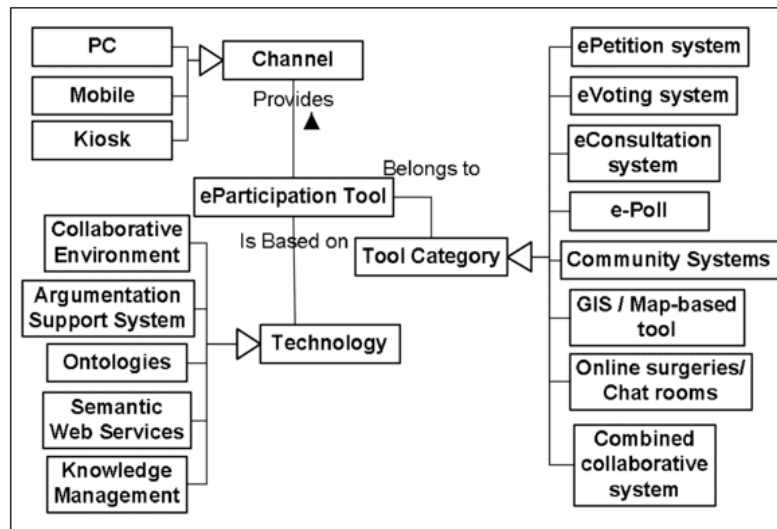 PC
Mobile
Kiosk
Channel
Provides
eParticipation Tool
Belongs to
Is Based on
Tool Category
Technology
Collaborative
Environment
Argumentation
Support System
Ontologies
Semantic
Web Services
Knowledge
Management
ePetition system
eVoting system
eConsultation
system
e-Poll
Community Systems
GIS / Map-based
tool
Online surgeries/
Chat rooms
Combined
collaborative
system